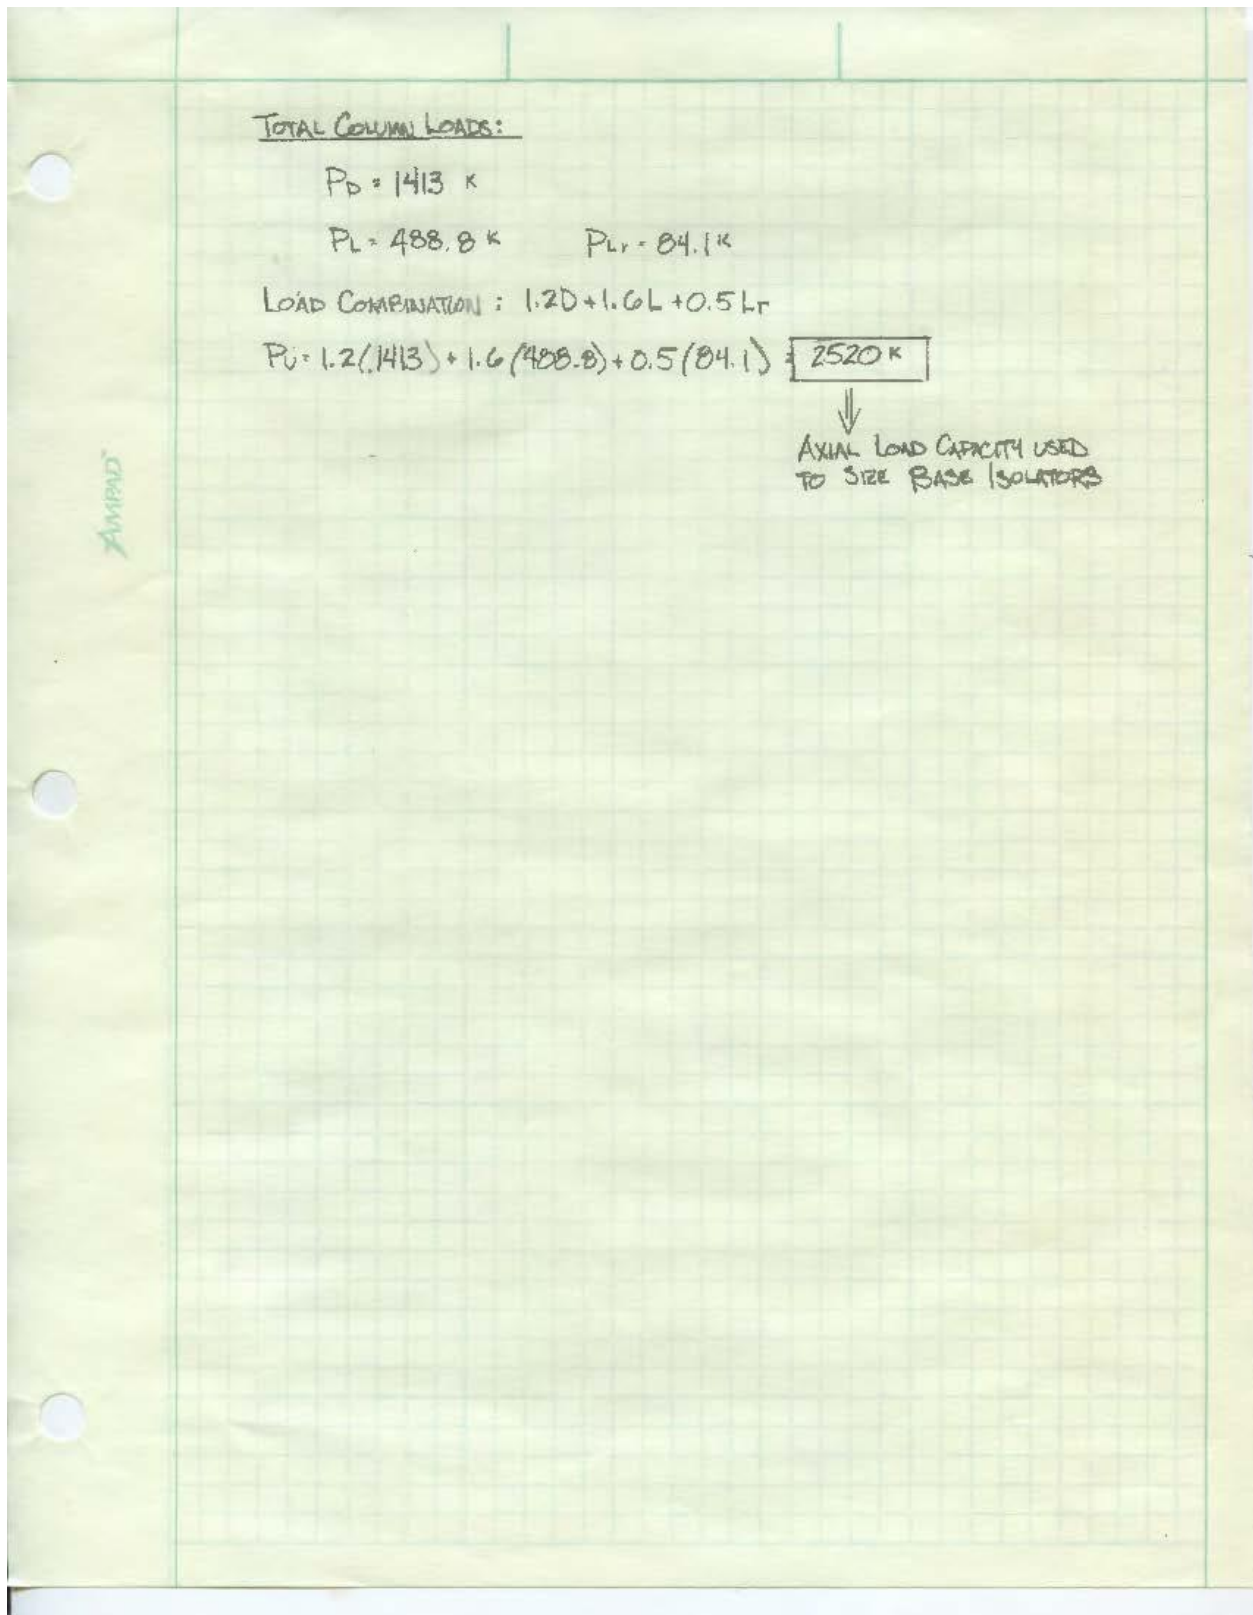 TOTAL COLUMN LOADS:
PD = 1413 K
PL = 488.8 K PLr = 84.1 K
LOAD COMBINATION : 1.2D + 1.6L + 0.5Lr
PU = 1.2(1413) + 1.6(488.8) + 0.5(84.1) = 2520 K
⇓
AXIAL LOAD CAPACITY USED
TO SIZE BASE ISOLATORS
AMPAD™